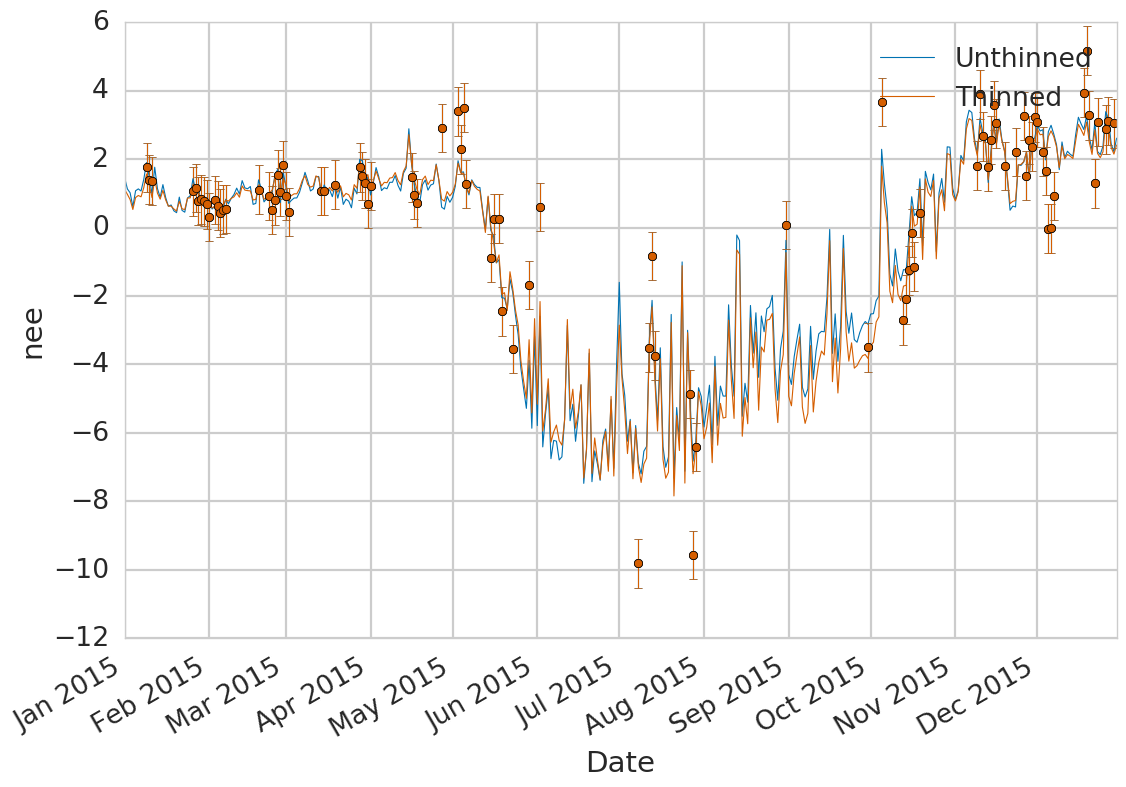 6
4
2
0
−2
−4
−6
−8
−10
−12
nee
Unthinned
Thinned
Jan 2015
Feb 2015
Mar 2015
Apr 2015
May 2015
Jun 2015
Jul 2015
Aug 2015
Sep 2015
Oct 2015
Nov 2015
Dec 2015
Date